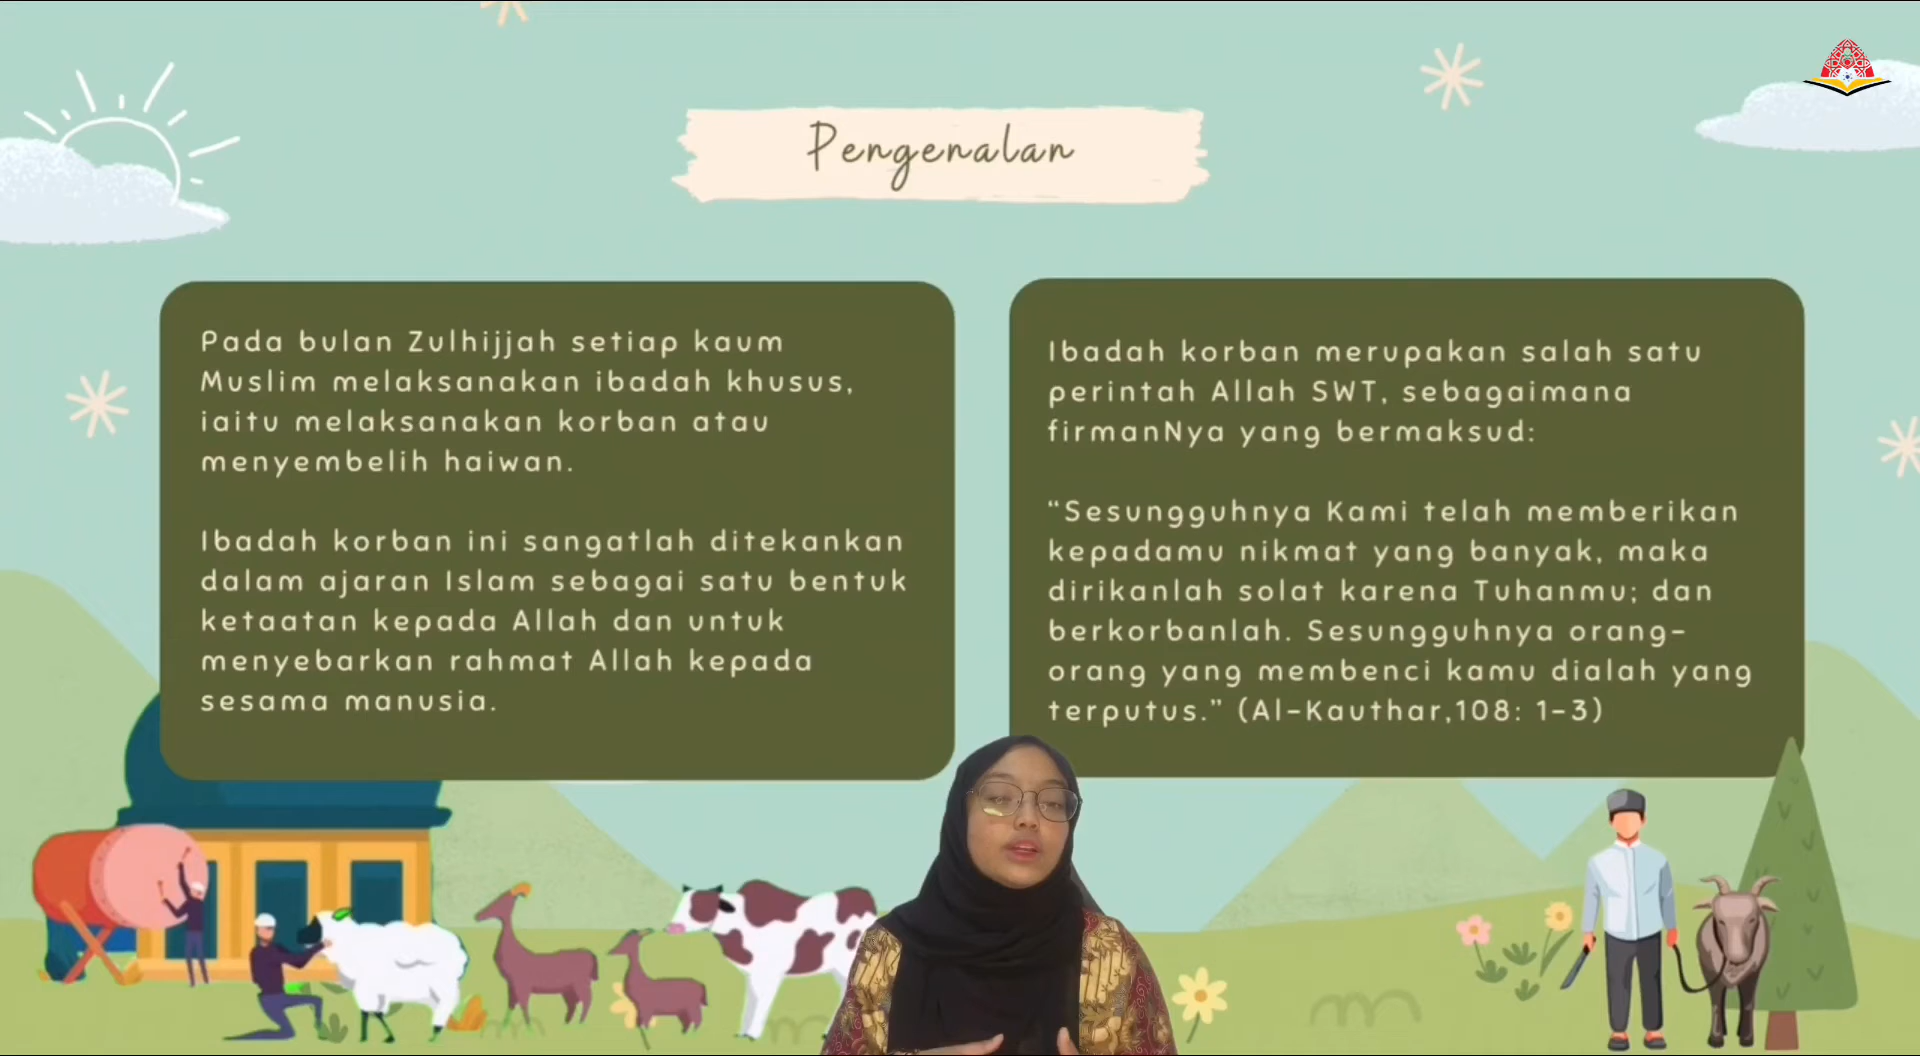 Pengenalan
Pada bulan Zulhijjah setiap kaum
Muslim melaksanakan ibadah khusus,
iaitu melaksanakan korban atau
menyembelih haiwan.
Ibadah korban ini sangatlah ditekankan
dalam ajaran Islam sebagai satu bentuk
ketaatan kepada Allah dan untuk
menyebarkan rahmat Allah kepada
sesama manusia.
Ibadah korban merupakan salah satu
perintah Allah SWT, sebagaimana
firmanNya yang bermaksud:
“Sesungguhnya Kami telah memberikan
kepadamu nikmat yang banyak, maka
dirikanlah solat karena Tuhanmu; dan
berkorbanlah. Sesungguhnya orang-
orang yang membenci kamu dialah yang
terputus.” (Al-Kauthar,108: 1-3)